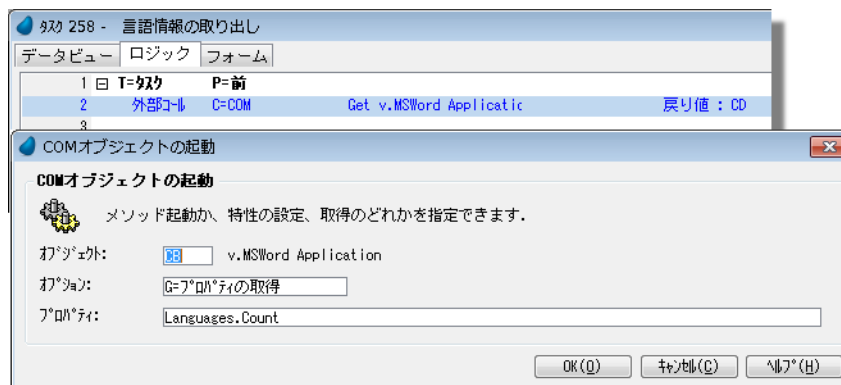 ﾀｽｸ 258 - 言語情報の取り出し
データビュー ロジック フォーム
1 T=ﾀｽｸ P=前
2 外部ｺｰﾙ C=COM Get v.MSWord Applicatic 戻り値 : CD
3
COMオブジェクトの起動
COMオブジェクトの起動
メソッド起動か、特性の設定、取得のどれかを指定できます.
ｵﾌﾞｼﾞｪｸﾄ: CB v.MSWord Application
ｵﾌﾟｼｮﾝ: G=ﾌﾟﾛﾊﾟﾃｨの取得
ﾌﾟﾛﾊﾟﾃｨ: Languages.Count
OK(O) ｷｬﾝｾﾙ(C) ﾍﾙﾌﾟ(H)